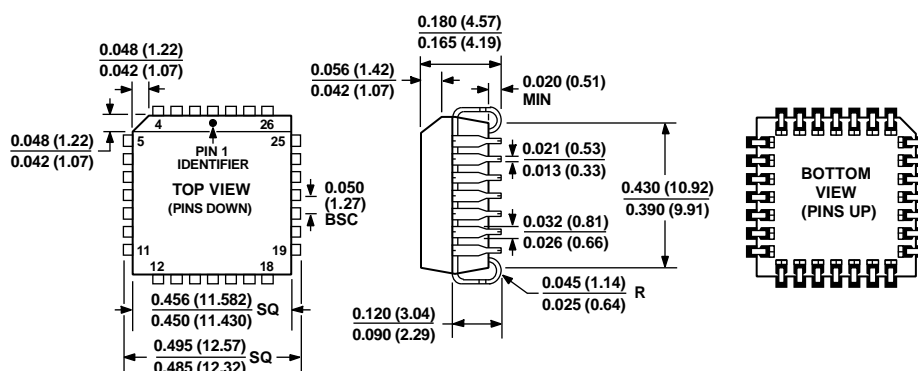 0.048 (1.22)
0.042 (1.07)
0.048 (1.22)
0.042 (1.07)
4
26
5
25
PIN 1
IDENTIFIER
TOP VIEW
(PINS DOWN)
11
19
12
18
0.050
(1.27)
BSC
0.456 (11.582)
0.450 (11.430)
SQ
0.495 (12.57)
0.485 (12.32)
SQ
0.180 (4.57)
0.165 (4.19)
0.056 (1.42)
0.042 (1.07)
0.020 (0.51)
MIN
0.021 (0.53)
0.013 (0.33)
0.032 (0.81)
0.026 (0.66)
0.430 (10.92)
0.390 (9.91)
0.045 (1.14)
0.025 (0.64)
R
0.120 (3.04)
0.090 (2.29)
BOTTOM
VIEW
(PINS UP)